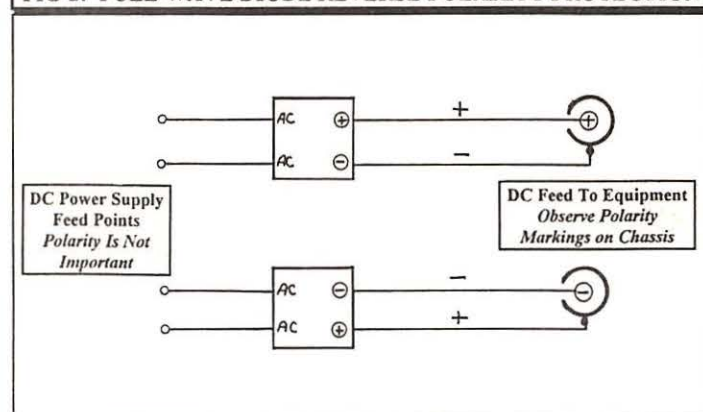 AC ⊕ + ⊕
AC ⊖ −
DC Power Supply
Feed Points
Polarity Is Not
Important
DC Feed To Equipment
Observe Polarity
Markings on Chassis
AC ⊖ − ⊖
AC ⊕ +